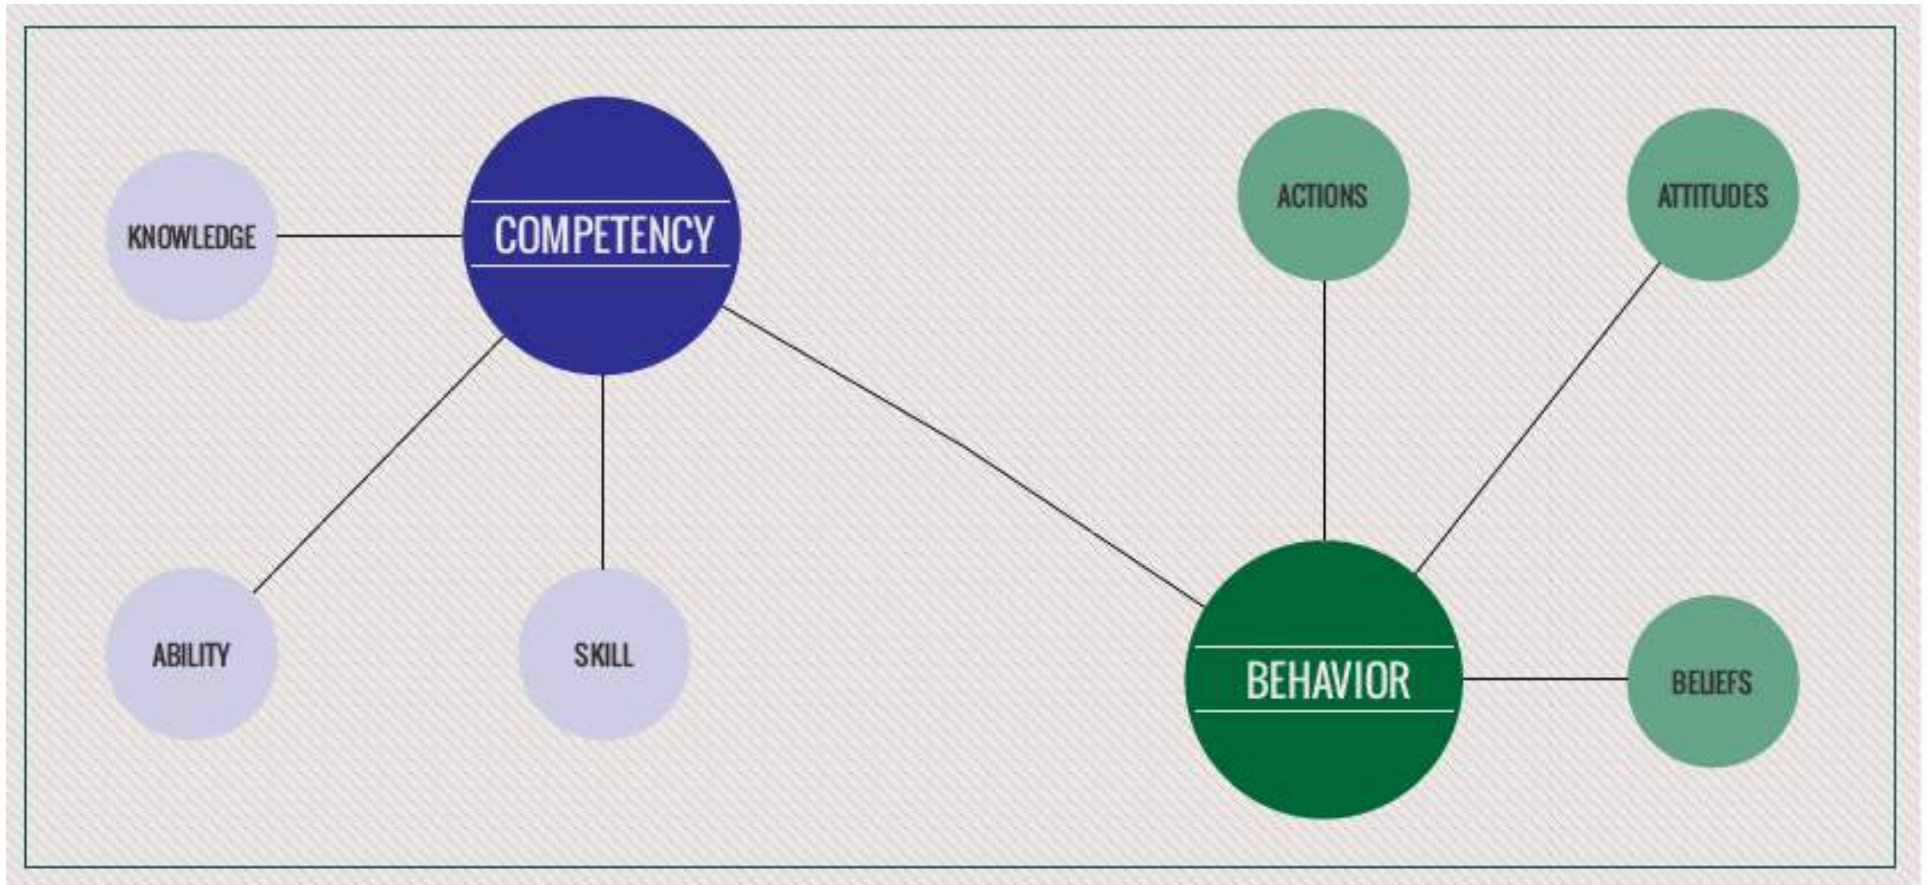 KNOWLEDGE
COMPETENCY
ACTIONS
ATTITUDES
ABILITY
SKILL
BEHAVIOR
BELIEFS